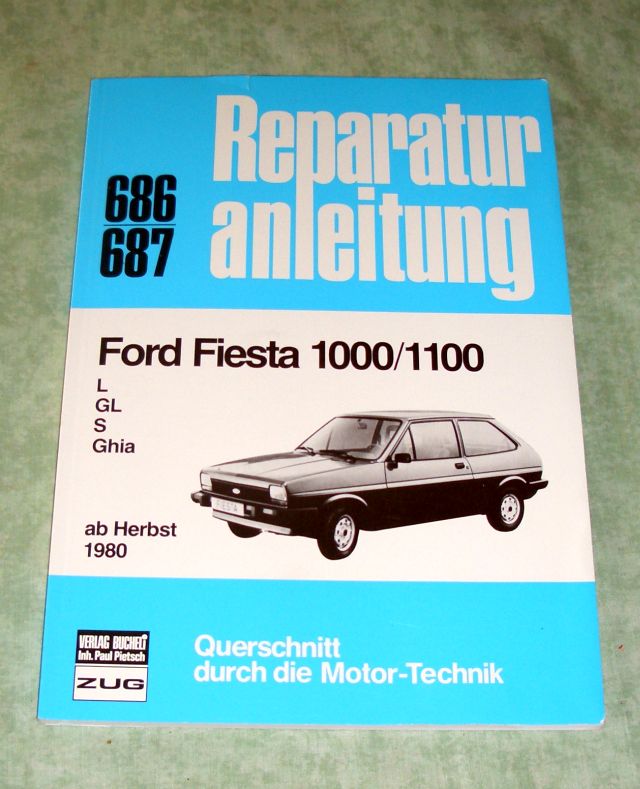 Reparatur
anleitung
686
687
Ford Fiesta 1000/1100
L
GL
S
Ghia
FIESTA
ab Herbst
1980
VERLAG BUCHELI
Inh. Paul Pietsch
ZUG
Querschnitt
durch die Motor-Technik